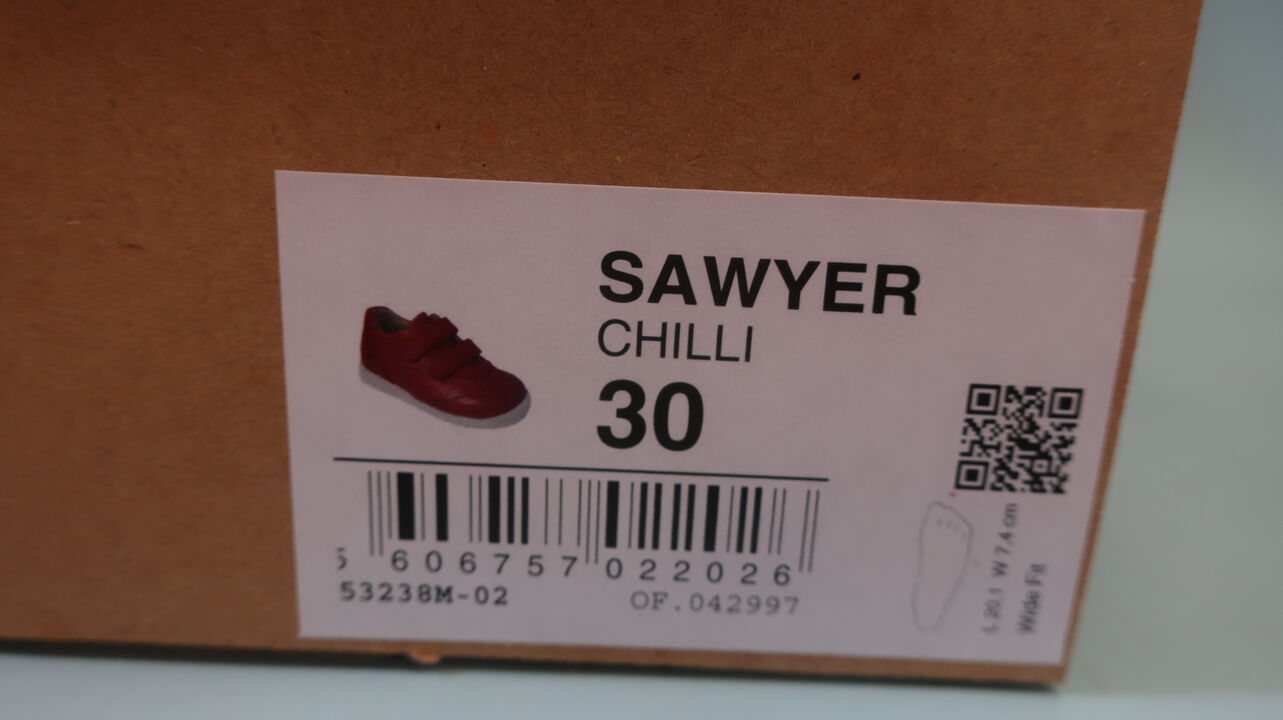 SAWYER
CHILLI
30
5 606757 022026
53238M-02
OF.042997
L 20.1 W 7.4 cm
Wide Fit